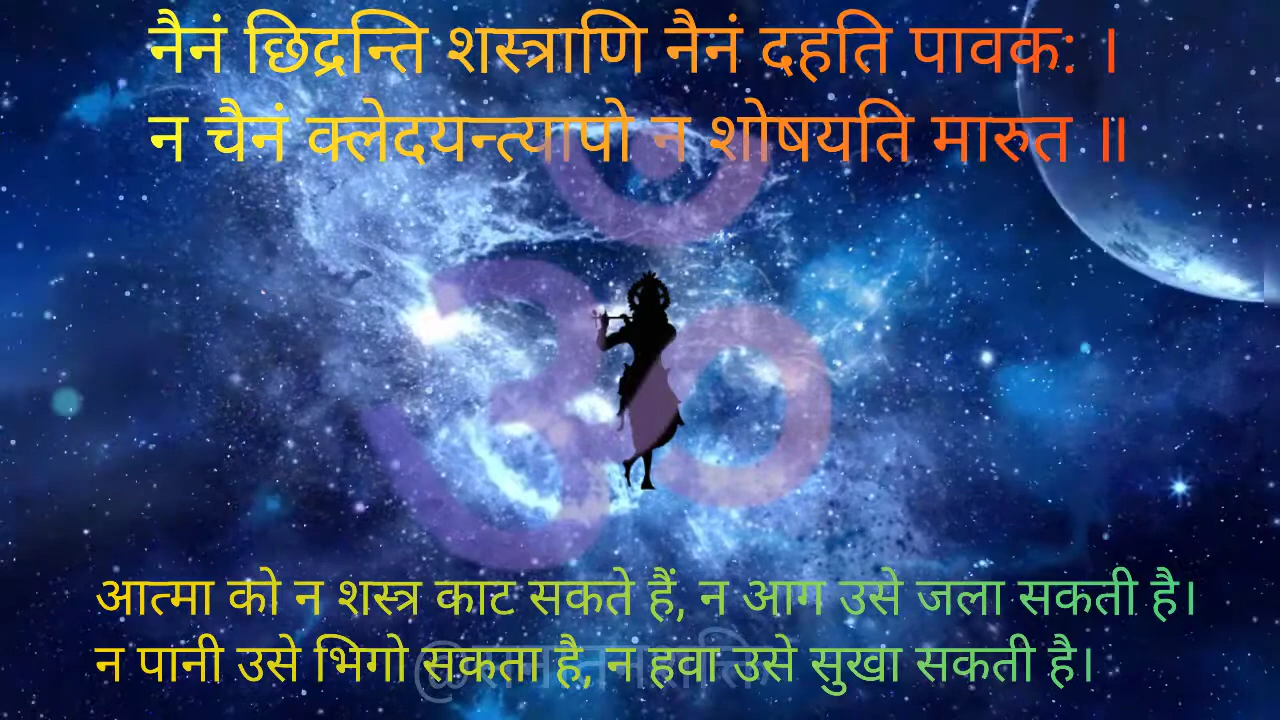 नैनं छिद्रन्ति शस्त्राणि नैनं दहति पावक: ।
न चैनं क्लेदयन्त्यापो न शोषयति मारुत ॥
आत्मा को न शस्त्र काट सकते हैं, न आग उसे जला सकती है।
न पानी उसे भिगो सकता है, न हवा उसे सुखा सकती है।